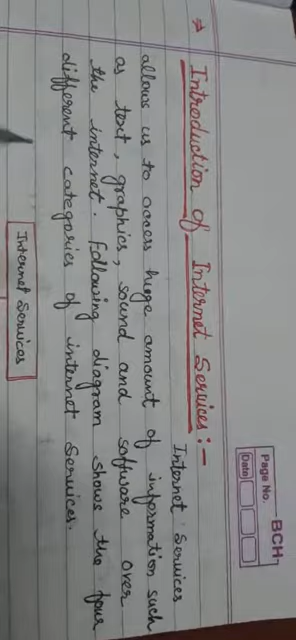 BCH
Page No.
Date
* Introduction of Internet Services :-
Internet Services
allows us to access huge amount of information such
as text, graphics, sound and software over
the internet. Following diagram shows the four
different categories of internet Services.
Internet Services